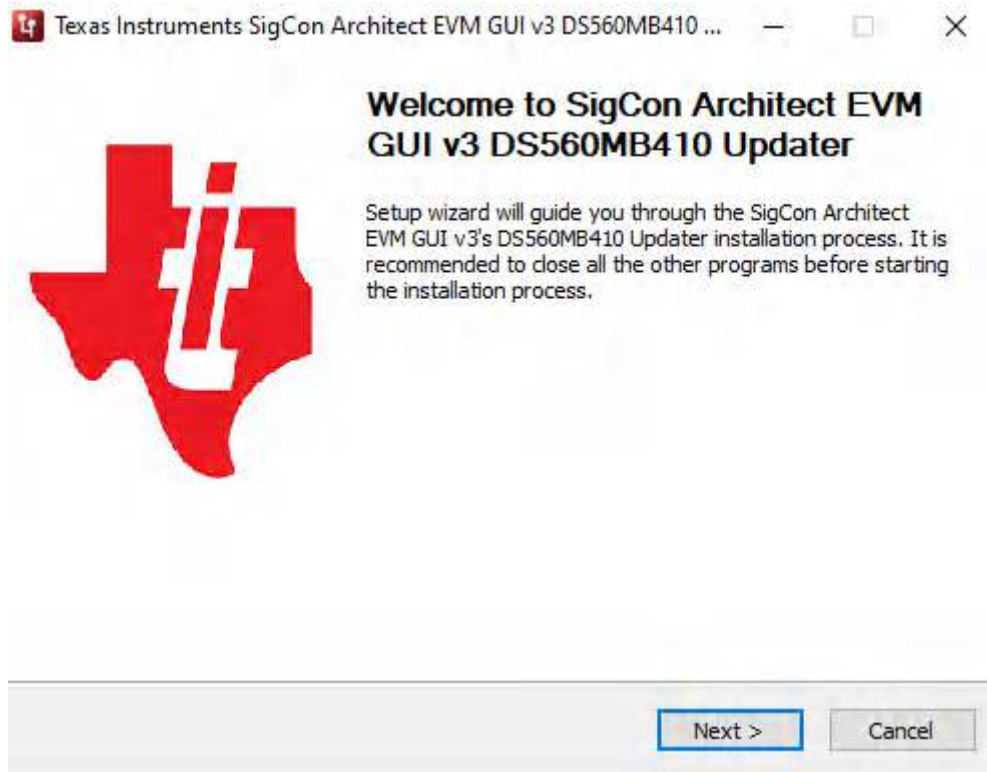 Texas Instruments SigCon Architect EVM GUI v3 DS560MB410 ...
Welcome to SigCon Architect EVM
GUI v3 DS560MB410 Updater
Setup wizard will guide you through the SigCon Architect
EVM GUI v3's DS560MB410 Updater installation process. It is
recommended to close all the other programs before starting
the installation process.
Next >
Cancel